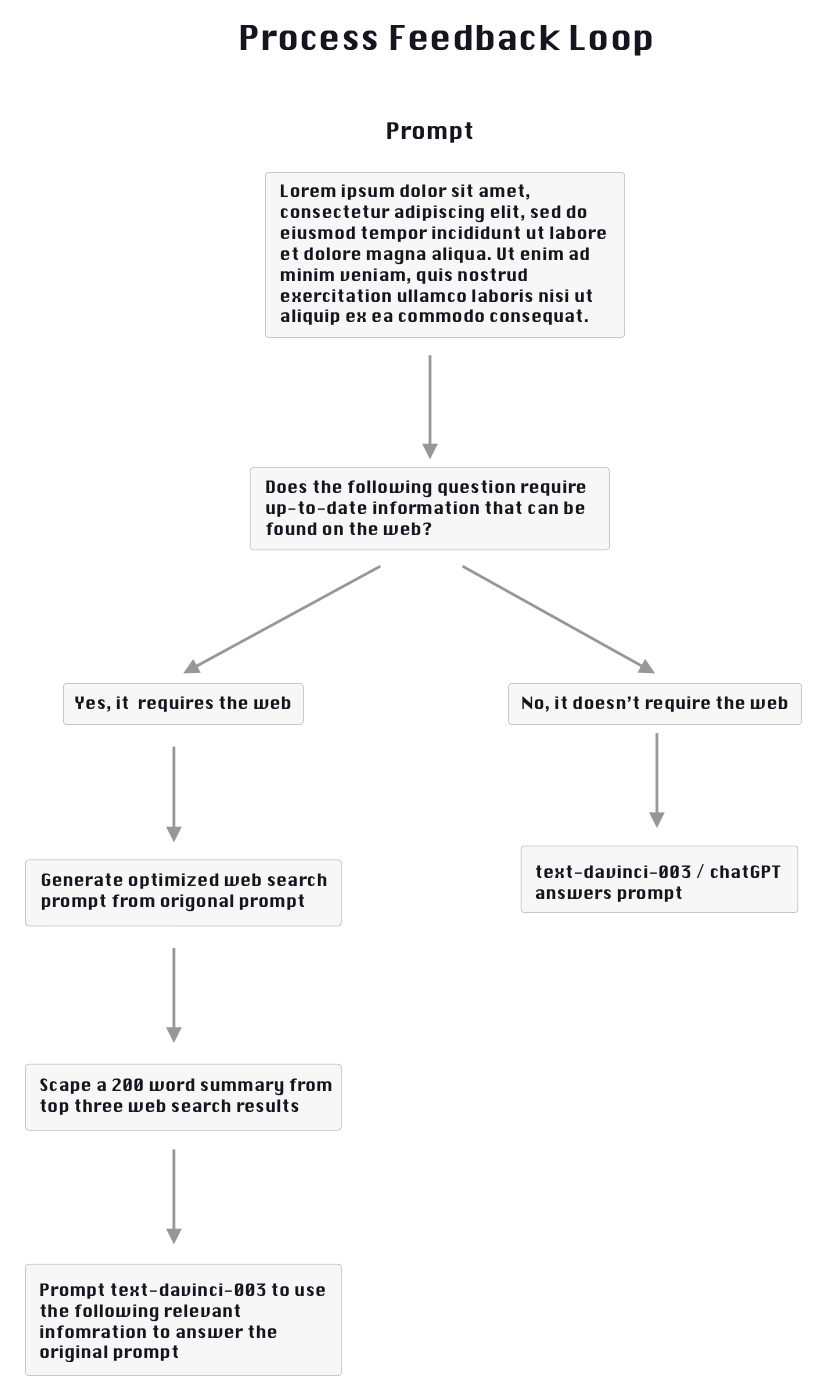 Process Feedback Loop
Prompt
Lorem ipsum dolor sit amet,
consectetur adipiscing elit, sed do
eiusmod tempor incididunt ut labore
et dolore magna aliqua. Ut enim ad
minim veniam, quis nostrud
exercitation ullamco laboris nisi ut
aliquip ex ea commodo consequat.
Does the following question require
up-to-date information that can be
found on the web?
Yes, it  requires the web
No, it doesn’t require the web
Generate optimized web search
prompt from origonal prompt
text-davinci-003 / chatGPT
answers prompt
Scape a 200 word summary from
top three web search results
Prompt text-davinci-003 to use
the following relevant
infomration to answer the
original prompt